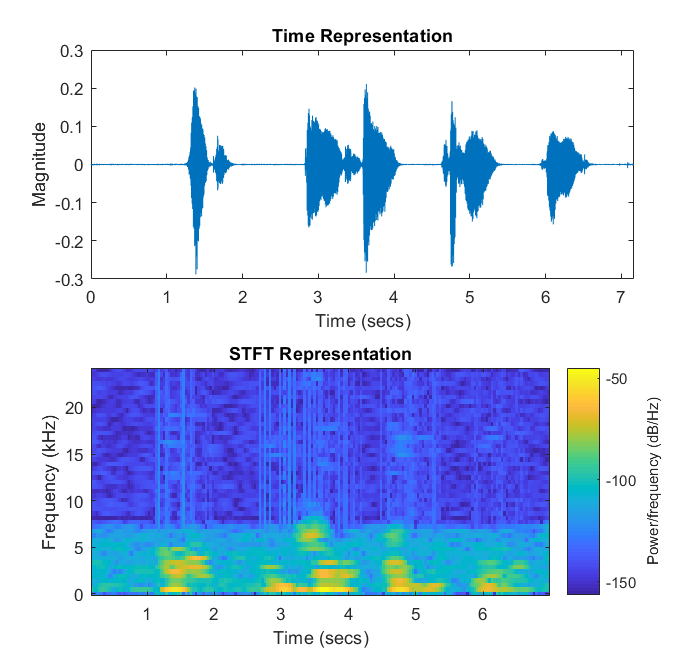 Time Representation
0.3
0.2
0.1
0
-0.1
-0.2
-0.3
Magnitude
0 1 2 3 4 5 6 7
Time (secs)
STFT Representation
20
15
10
5
0
Frequency (kHz)
1 2 3 4 5 6
Time (secs)
-50
-100
-150
Power/frequency (dB/Hz)